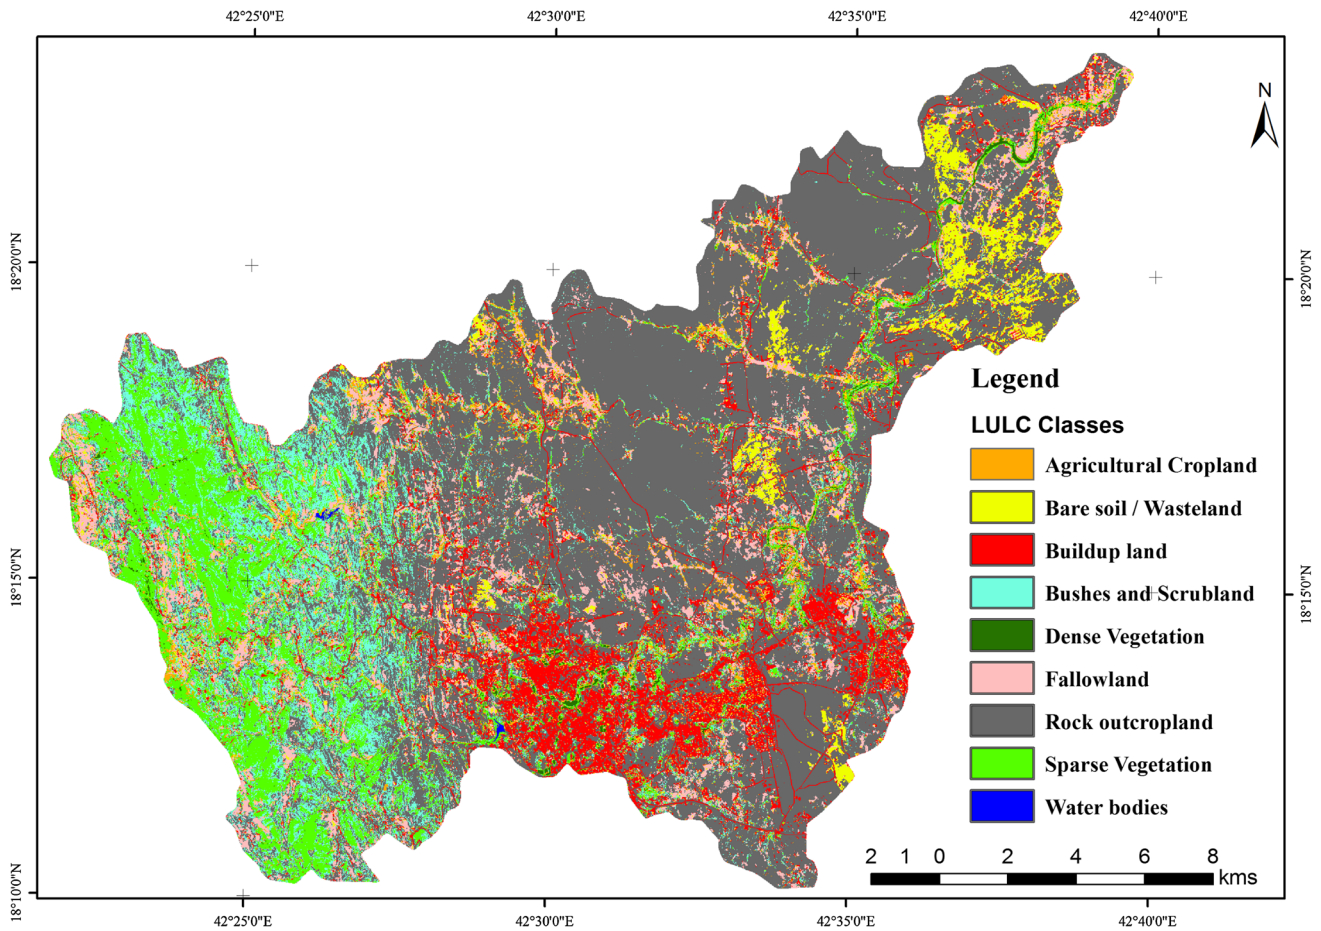 42°25'0"E
42°30'0"E
42°35'0"E
42°40'0"E
N
18°20'0"N
18°20'0"N
Legend
LULC Classes
Agricultural Cropland
Bare soil / Wasteland
Buildup land
Bushes and Scrubland
Dense Vegetation
Fallowland
Rock outcropland
Sparse Vegetation
Water bodies
18°15'0"N
18°15'0"N
2 1 0 2 4 6 8
kms
18°10'0"N
42°25'0"E
42°30'0"E
42°35'0"E
42°40'0"E